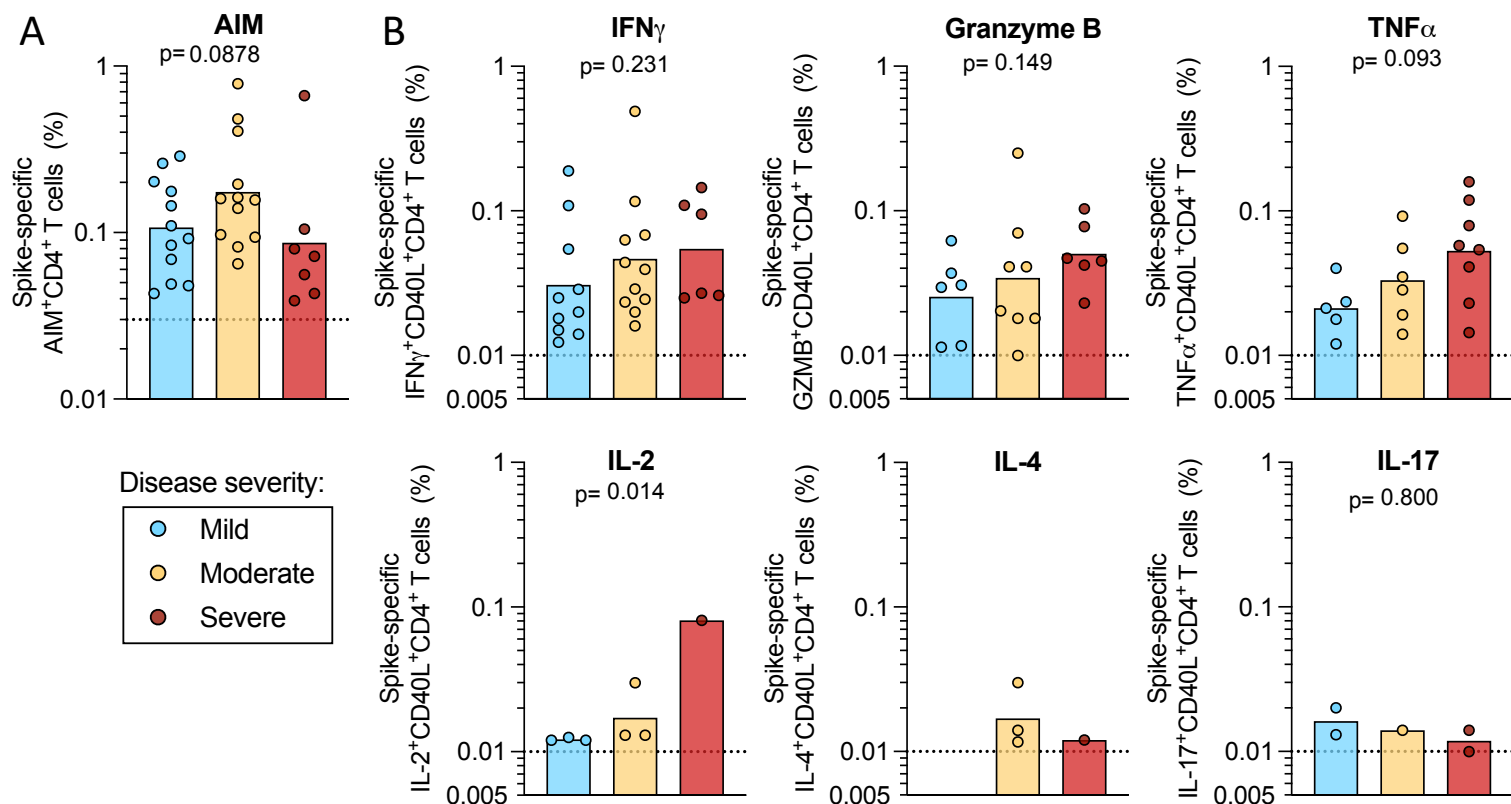 A
AIM
p= 0.0878
Spike-specific
AIM⁺CD4⁺ T cells (%)
1
0.1
0.01
B
IFNγ
p= 0.231
Spike-specific
IFNγ⁺CD40L⁺CD4⁺ T cells (%)
1
0.1
0.01
0.005
Granzyme B
p= 0.149
Spike-specific
GZMB⁺CD40L⁺CD4⁺ T cells (%)
1
0.1
0.01
0.005
TNFα
p= 0.093
Spike-specific
TNFα⁺CD40L⁺CD4⁺ T cells (%)
1
0.1
0.01
0.005
Disease severity:
Mild
Moderate
Severe
IL-2
p= 0.014
Spike-specific
IL-2⁺CD40L⁺CD4⁺ T cells (%)
1
0.1
0.01
0.005
IL-4
Spike-specific
IL-4⁺CD40L⁺CD4⁺ T cells (%)
1
0.1
0.01
0.005
IL-17
p= 0.800
Spike-specific
IL-17⁺CD40L⁺CD4⁺ T cells (%)
1
0.1
0.01
0.005